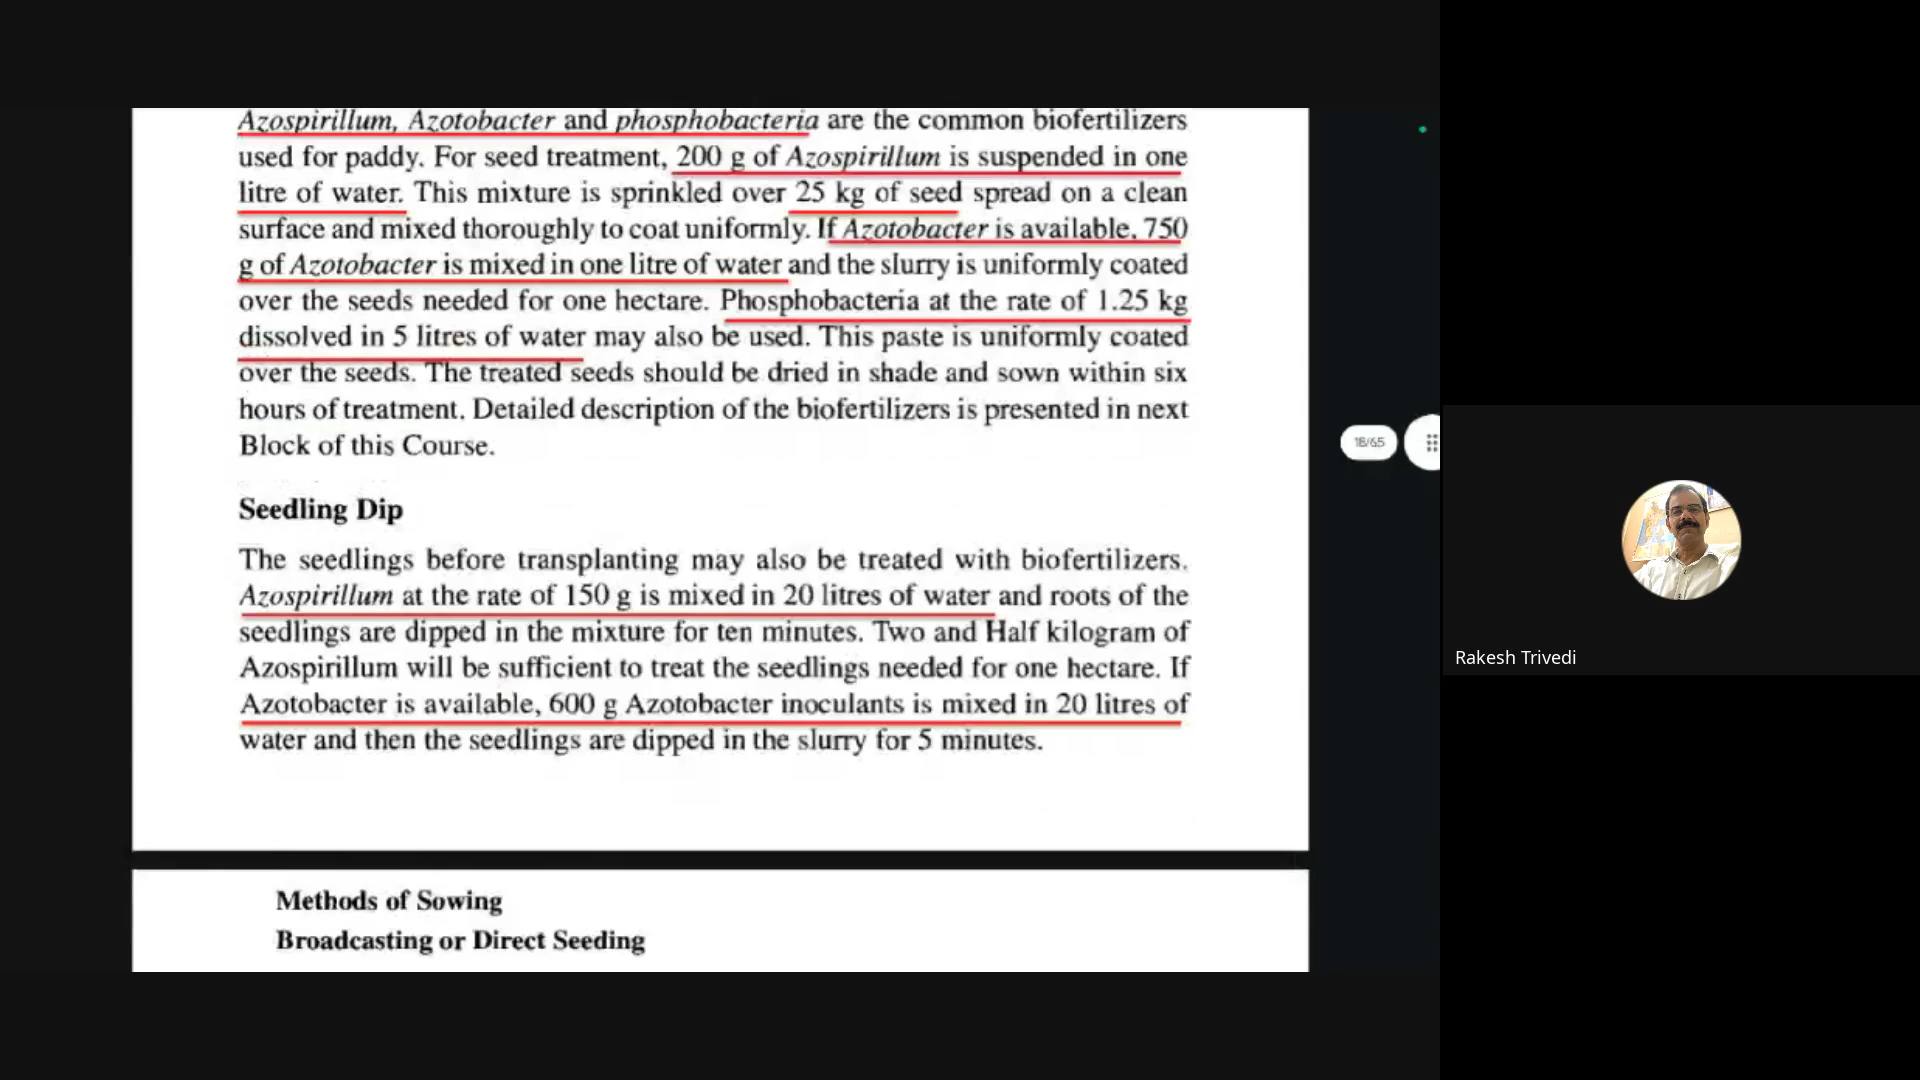 Azospirillum, Azotobacter and phosphobacteria are the common biofertilizers
used for paddy. For seed treatment, 200 g of Azospirillum is suspended in one
litre of water. This mixture is sprinkled over 25 kg of seed spread on a clean
surface and mixed thoroughly to coat uniformly. If Azotobacter is available, 750
g of Azotobacter is mixed in one litre of water and the slurry is uniformly coated
over the seeds needed for one hectare. Phosphobacteria at the rate of 1.25 kg
dissolved in 5 litres of water may also be used. This paste is uniformly coated
over the seeds. The treated seeds should be dried in shade and sown within six
hours of treatment. Detailed description of the biofertilizers is presented in next
Block of this Course.
Seedling Dip
The seedlings before transplanting may also be treated with biofertilizers.
Azospirillum at the rate of 150 g is mixed in 20 litres of water and roots of the
seedlings are dipped in the mixture for ten minutes. Two and Half kilogram of
Azospirillum will be sufficient to treat the seedlings needed for one hectare. If
Azotobacter is available, 600 g Azotobacter inoculants is mixed in 20 litres of
water and then the seedlings are dipped in the slurry for 5 minutes.
Methods of Sowing
Broadcasting or Direct Seeding
18/65
Rakesh Trivedi